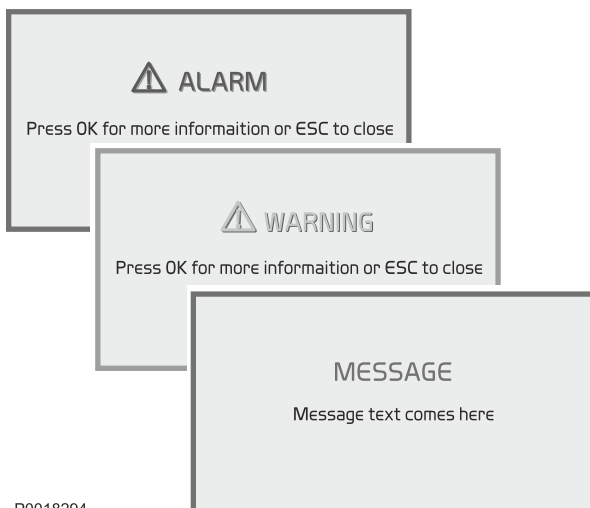 ALARM
Press OK for more informaition or ESC to close
WARNING
Press OK for more informaition or ESC to close
MESSAGE
Message text comes here